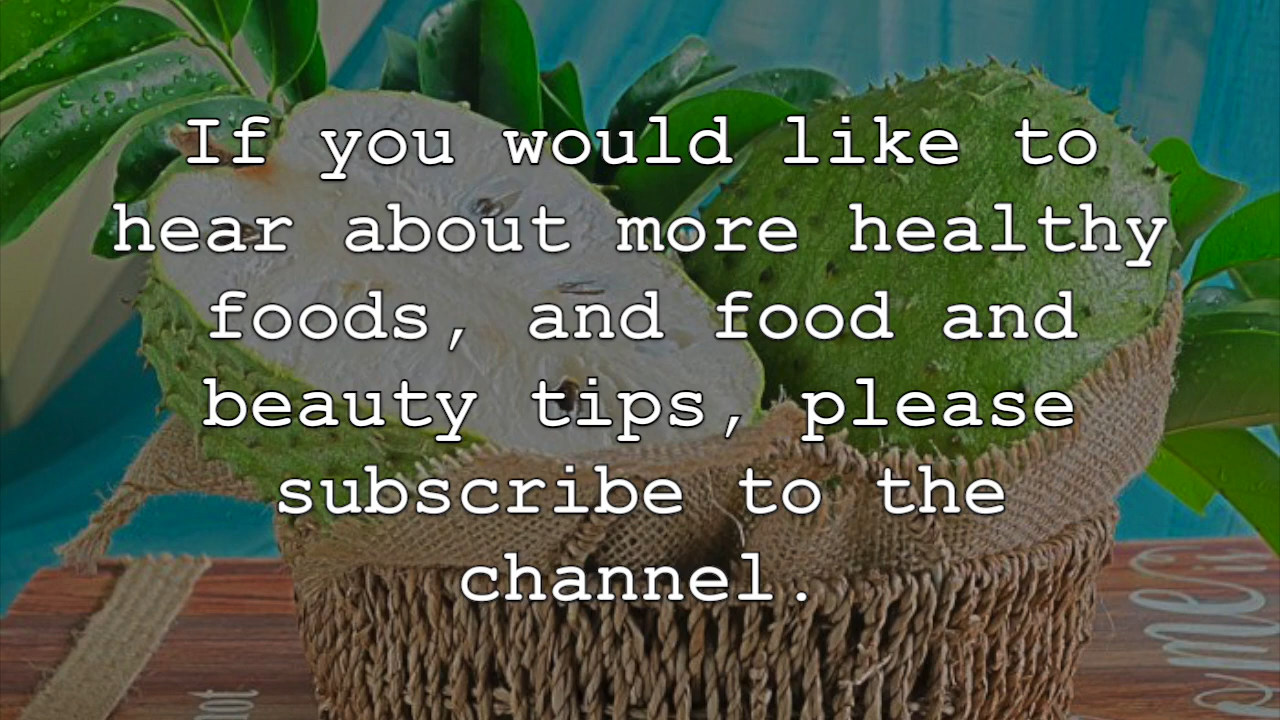 If you would like to
hear about more healthy
foods, and food and
beauty tips, please
subscribe to the
channel.